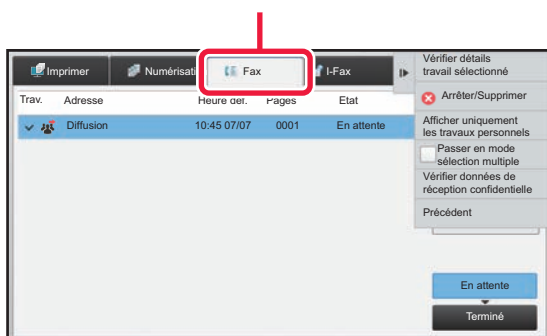 Imprimer
Numérisati
Fax
I-Fax
Trav.
Adresse
Heure déf.
Pages
Etat
Diffusion
10:45 07/07
0001
En attente
Vérifier détails
travail sélectionné
Arrêter/Supprimer
Afficher uniquement
les travaux personnels
Passer en mode
sélection multiple
Vérifier données de
réception confidentielle
Précédent
En attente
Terminé